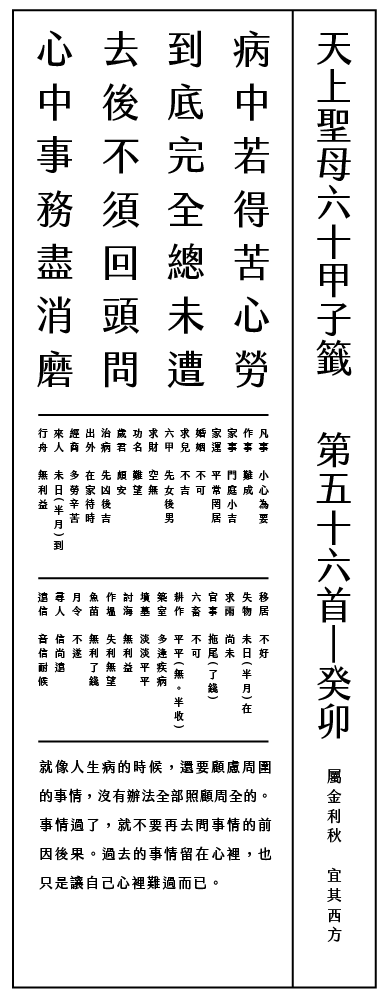 天上聖母六十甲子籤 第五十六首—癸卯 屬金利秋 宜其西方
病中若得苦心勞
到底完全總未遭
去後不須回頭問
心中事務盡消磨
凡事 小心為要
作事 難成
家事 門庭小吉
家運 平常罔居
婚姻 不可
求兒 不吉
六甲 先女後男
求財 空無
功名 難望
歲君 頗安
治病 先凶後吉
出外 在家待時
經商 多勞辛苦
來人 未日(半月)到
行舟 無利益
移居 不好
失物 未日(半月)在
求雨 尚未
官事 拖尾(了錢)
六畜 不可
耕作 平平(無。半收)
築室 多逢疾病
墳墓 淡淡平平
討海 無利益
作塭 失利無望
魚苗 無利了錢
月令 不遂
尋人 信尚遠
遠信 音信耐候
就像人生病的時候，還要顧慮周圍
的事情，沒有辦法全部照顧周全的。
事情過了，就不要再去問事情的前
因後果。過去的事情留在心裡，也
只是讓自己心裡難過而已。